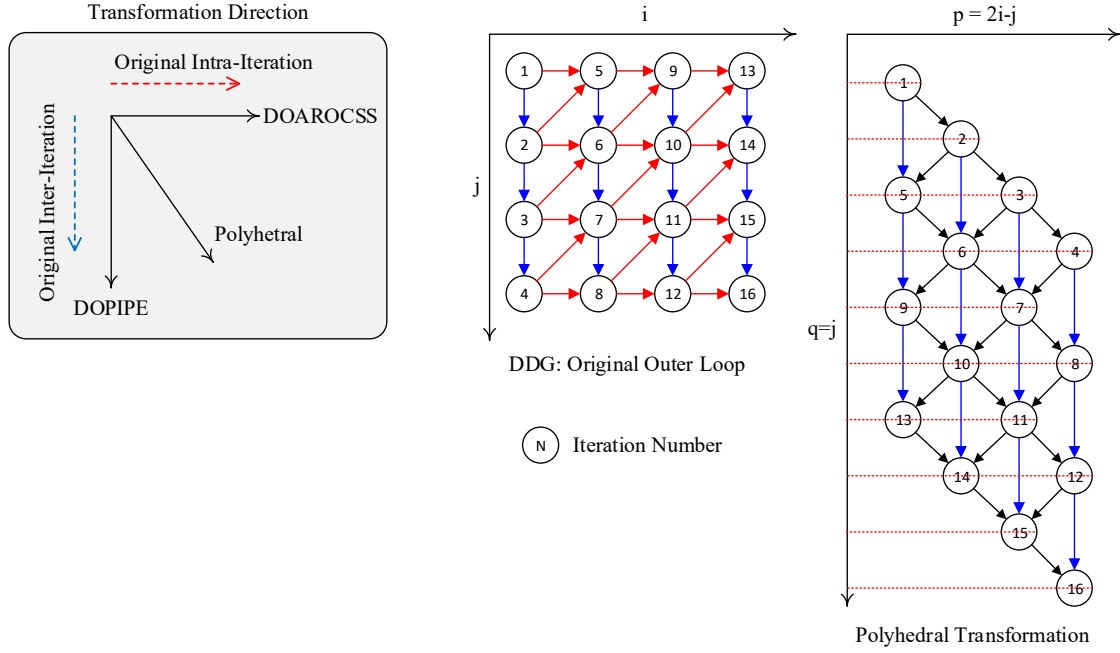 Transformation Direction
Original Intra-Iteration
Original Inter-Iteration
DOAROCSS
Polyhetral
DOPIPE
i
j
1 5 9 13
2 6 10 14
3 7 11 15
4 8 12 16
DDG: Original Outer Loop
N Iteration Number
p = 2i-j
q=j
1
2
5 3
6 4
9 7
10 8
13 11
14 12
15
16
Polyhedral Transformation